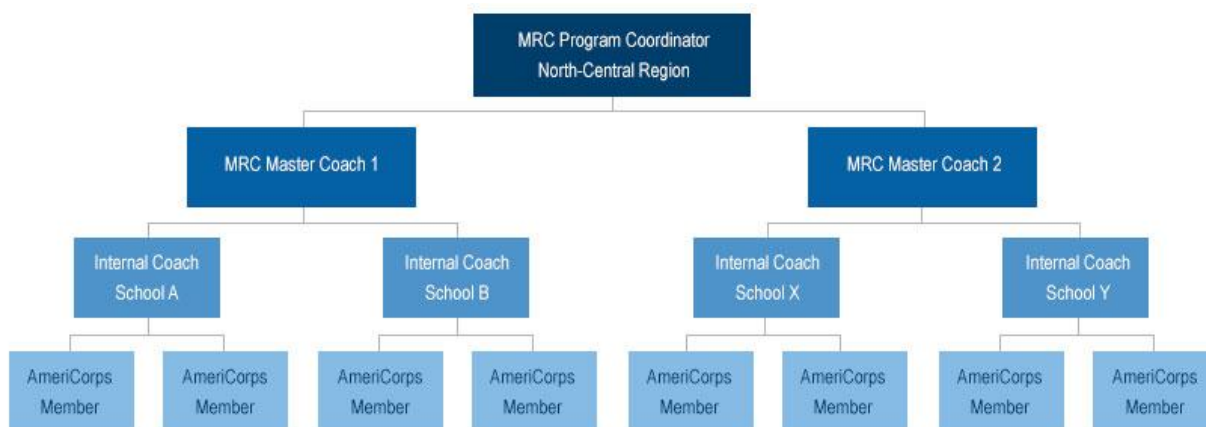 MRC Program Coordinator
North-Central Region
MRC Master Coach 1
MRC Master Coach 2
Internal Coach
School A
Internal Coach
School B
Internal Coach
School X
Internal Coach
School Y
AmeriCorps
Member
AmeriCorps
Member
AmeriCorps
Member
AmeriCorps
Member
AmeriCorps
Member
AmeriCorps
Member
AmeriCorps
Member
AmeriCorps
Member